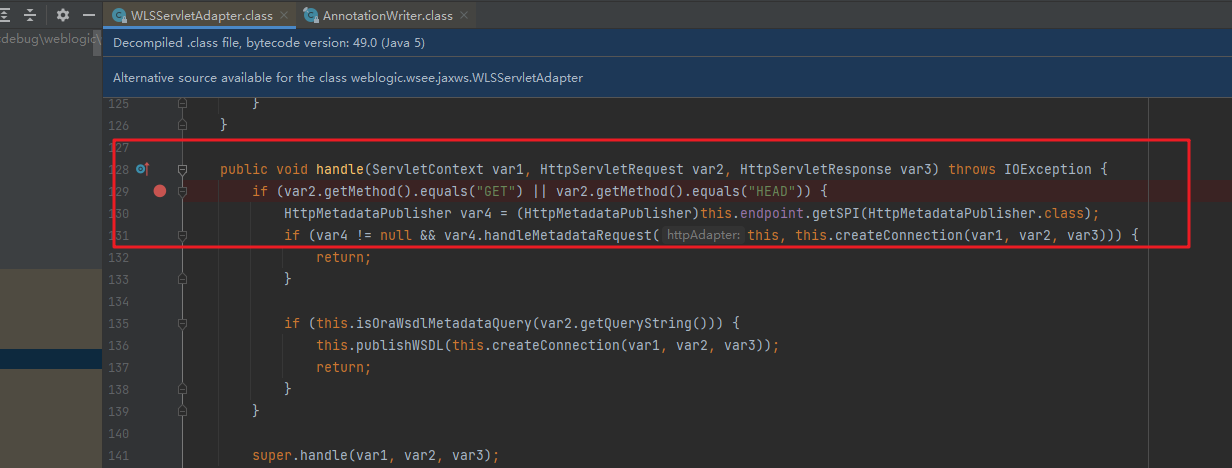 WLSServletAdapter.class
AnnotationWriter.class
debug\weblogic\
Decompiled .class file, bytecode version: 49.0 (Java 5)
Alternative source available for the class weblogic.wsee.jaxws.WLSServletAdapter
125 }
126 }
127
128 public void handle(ServletContext var1, HttpServletRequest var2, HttpServletResponse var3) throws IOException {
129 if (var2.getMethod().equals("GET") || var2.getMethod().equals("HEAD")) {
130 HttpMetadataPublisher var4 = (HttpMetadataPublisher)this.endpoint.getSPI(HttpMetadataPublisher.class);
131 if (var4 != null && var4.handleMetadataRequest( httpAdapter: this, this.createConnection(var1, var2, var3))) {
132 return;
133 }
134
135 if (this.isOraWsdlMetadataQuery(var2.getQueryString())) {
136 this.publishWSDL(this.createConnection(var1, var2, var3));
137 return;
138 }
139 }
140
141 super.handle(var1, var2, var3);